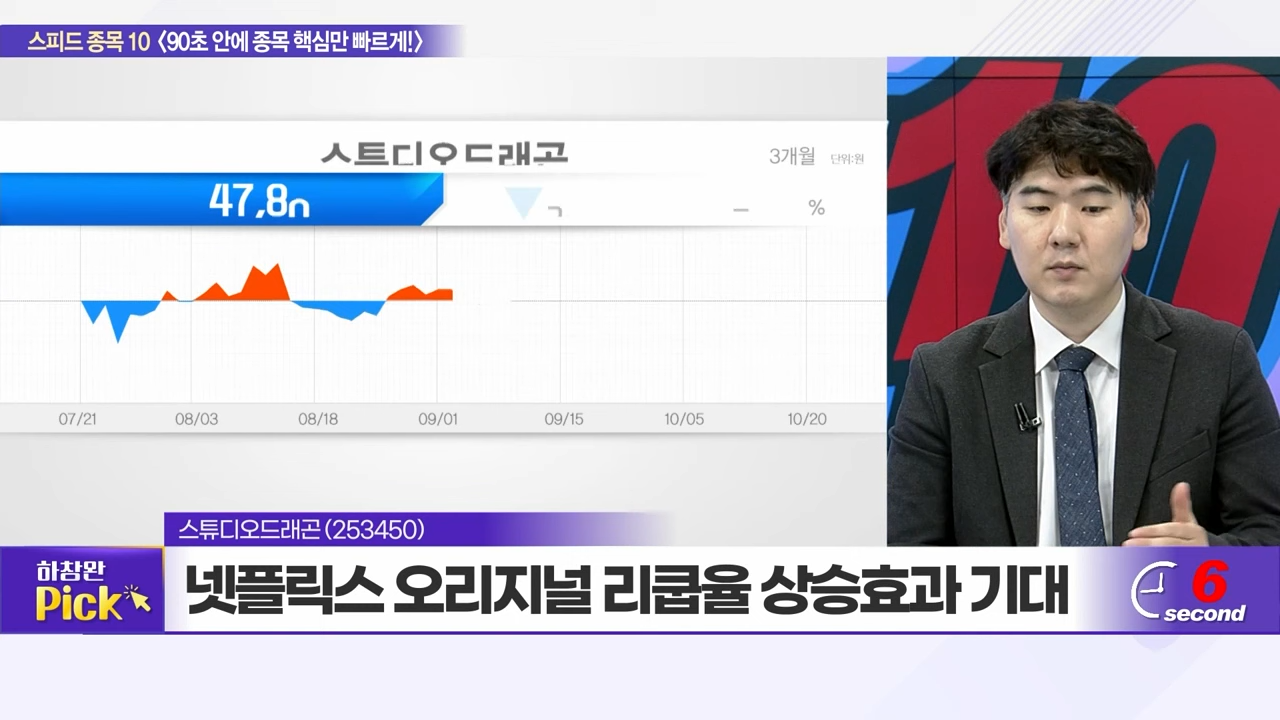 스피드 종목 10 〈90초 안에 종목 핵심만 빠르게!〉
스튜디오드래곤
3개월 단위:원
%
07/21 08/03 08/18 09/01 09/15 10/05 10/20
스튜디오드래곤 (253450)
하창완
Pick
넷플릭스 오리지널 리쿱율 상승효과 기대
6
second
10